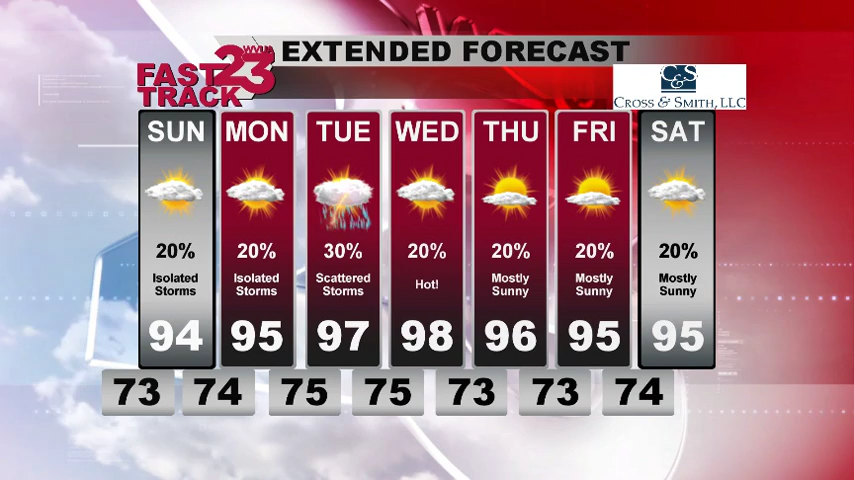 WVUA
23
EXTENDED FORECAST
FAST
TRACK
C&S
CROSS & SMITH, LLC
SUN MON TUE WED THU FRI SAT
20% 20% 30% 20% 20% 20% 20%
Isolated Isolated Scattered Hot! Mostly Mostly Mostly
Storms Storms Storms Sunny Sunny Sunny
94 95 97 98 96 95 95
73 74 75 75 73 73 74